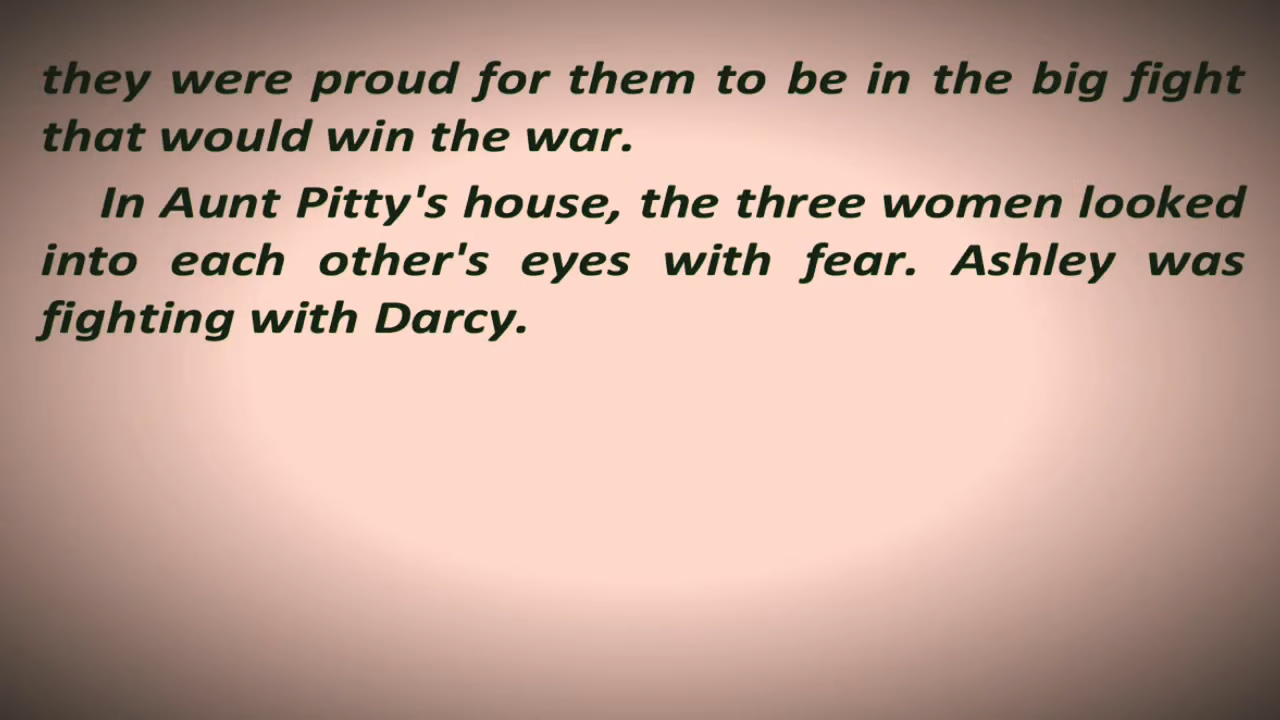 they were proud for them to be in the big fight
that would win the war.
In Aunt Pitty's house, the three women looked
into each other's eyes with fear. Ashley was
fighting with Darcy.